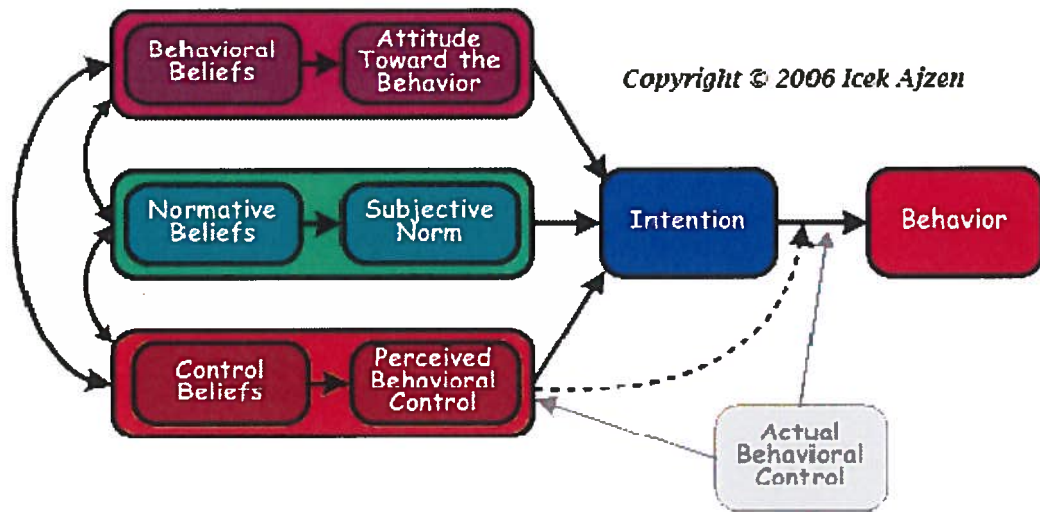 Behavioral
Beliefs
Attitude
Toward the
Behavior
Copyright © 2006 Icek Ajzen
Normative
Beliefs
Subjective
Norm
Intention
Behavior
Control
Beliefs
Perceived
Behavioral
Control
Actual
Behavioral
Control